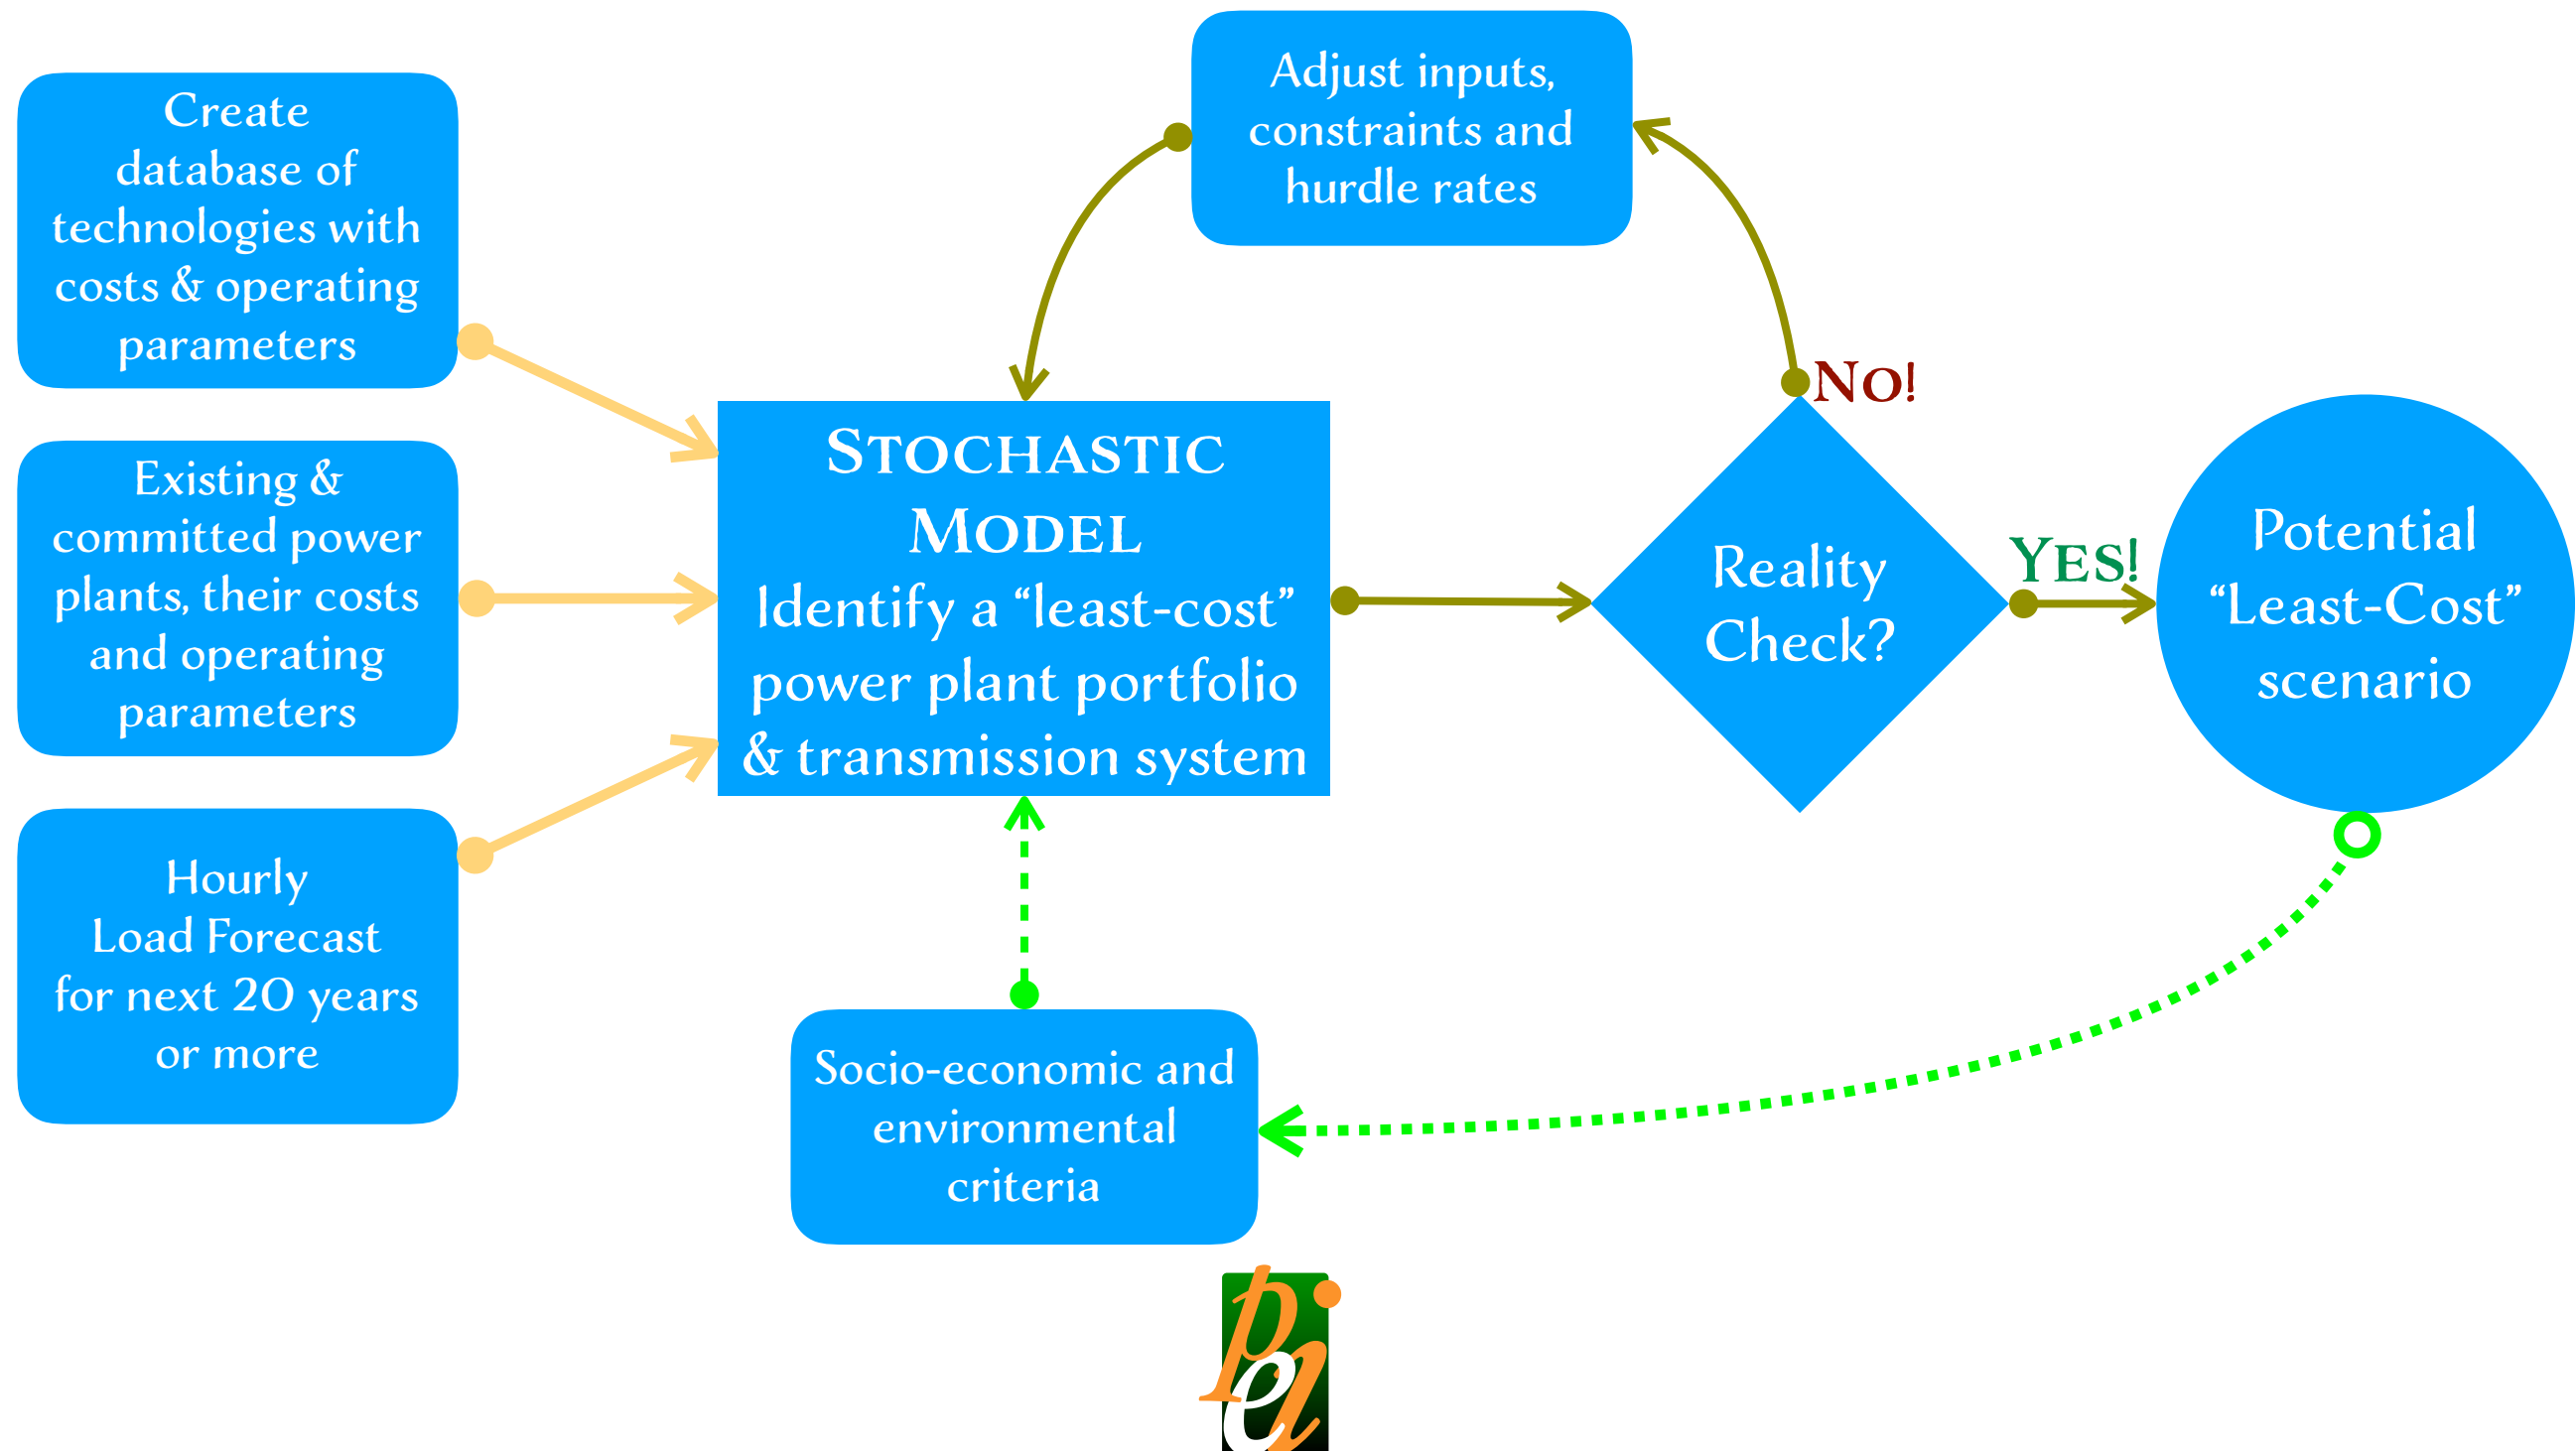 Create
database of
technologies with
costs & operating
parameters
Existing &
committed power
plants, their costs
and operating
parameters
Hourly
Load Forecast
for next 20 years
or more
Adjust inputs,
constraints and
hurdle rates
STOCHASTIC
MODEL
Identify a “least-cost”
power plant portfolio
& transmission system
Socio-economic and
environmental
criteria
Reality
Check?
NO!
YES!
Potential
“Least-Cost”
scenario
pei